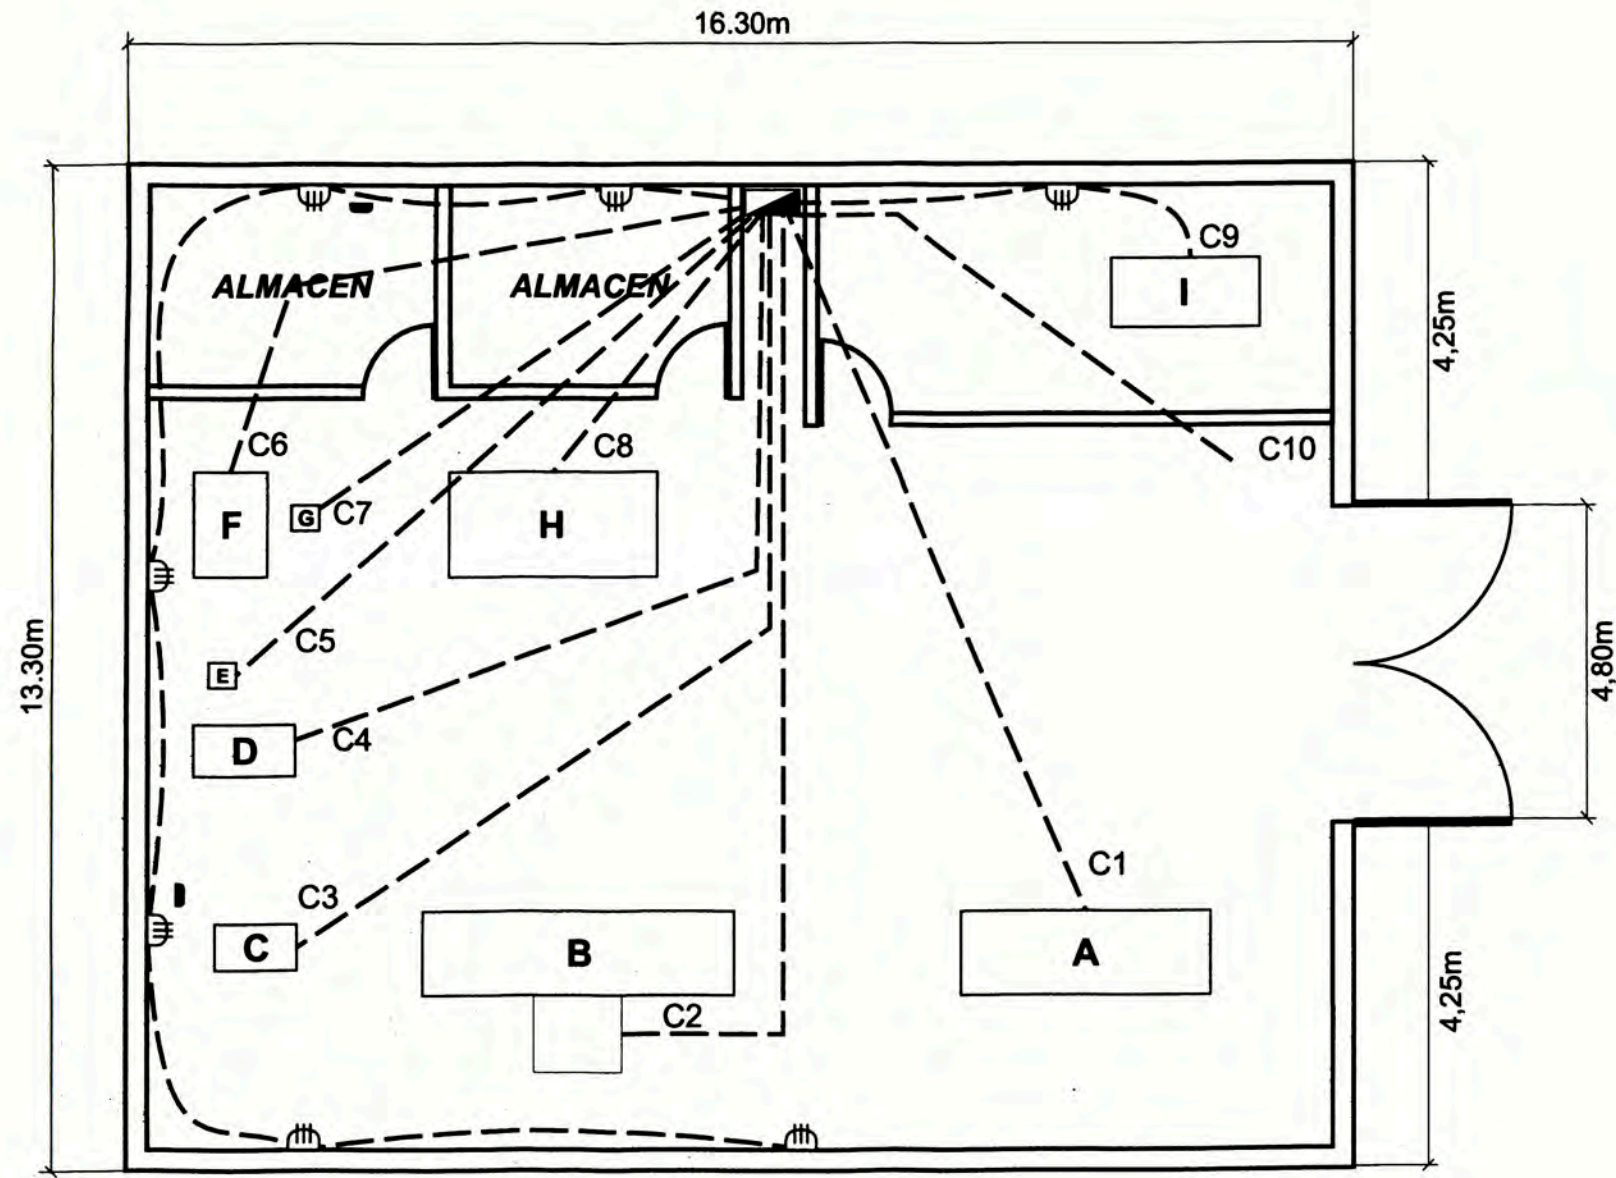 16.30m
C9
ALMACEN
ALMACEN
I
4,25m
C6
C8
C10
F
G
C7
H
C5
13.30m
E
4,80m
D
C4
C1
C3
C
B
A
C2
4,25m